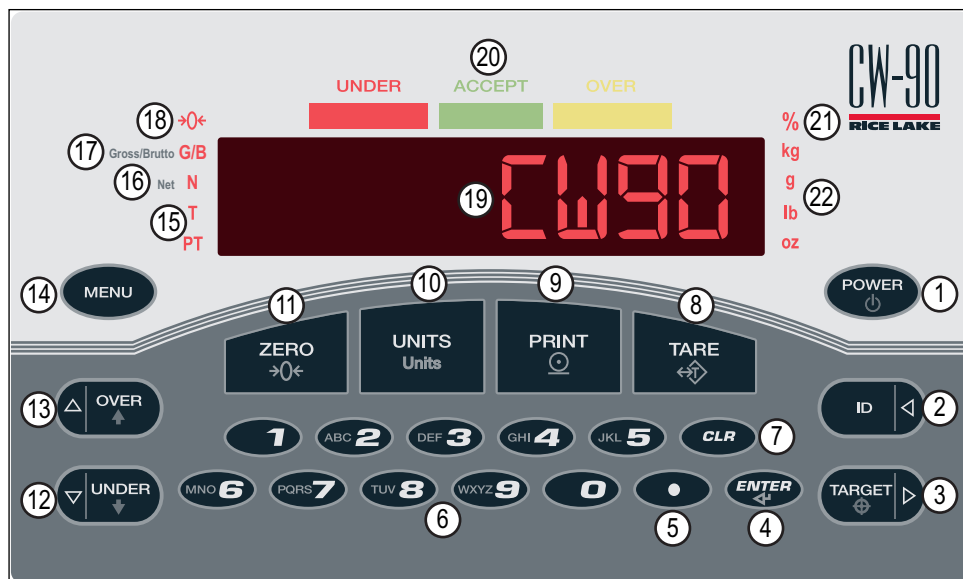 20
UNDER ACCEPT OVER
CW-90
RICE LAKE
18 →0← % 21
17 Gross/Brutto G/B kg
16 Net N g
19 CW90 22
15 T lb
PT oz
14 MENU POWER 1
11 10 9 8
ZERO UNITS PRINT TARE
→0← Units T
13 OVER ID 2
1 ABC 2 DEF 3 GHI 4 JKL 5 CLR 7
12 UNDER MNO 6 PQRS 7 TUV 8 WXYZ 9 0 . ENTER TARGET 3
6 5 4